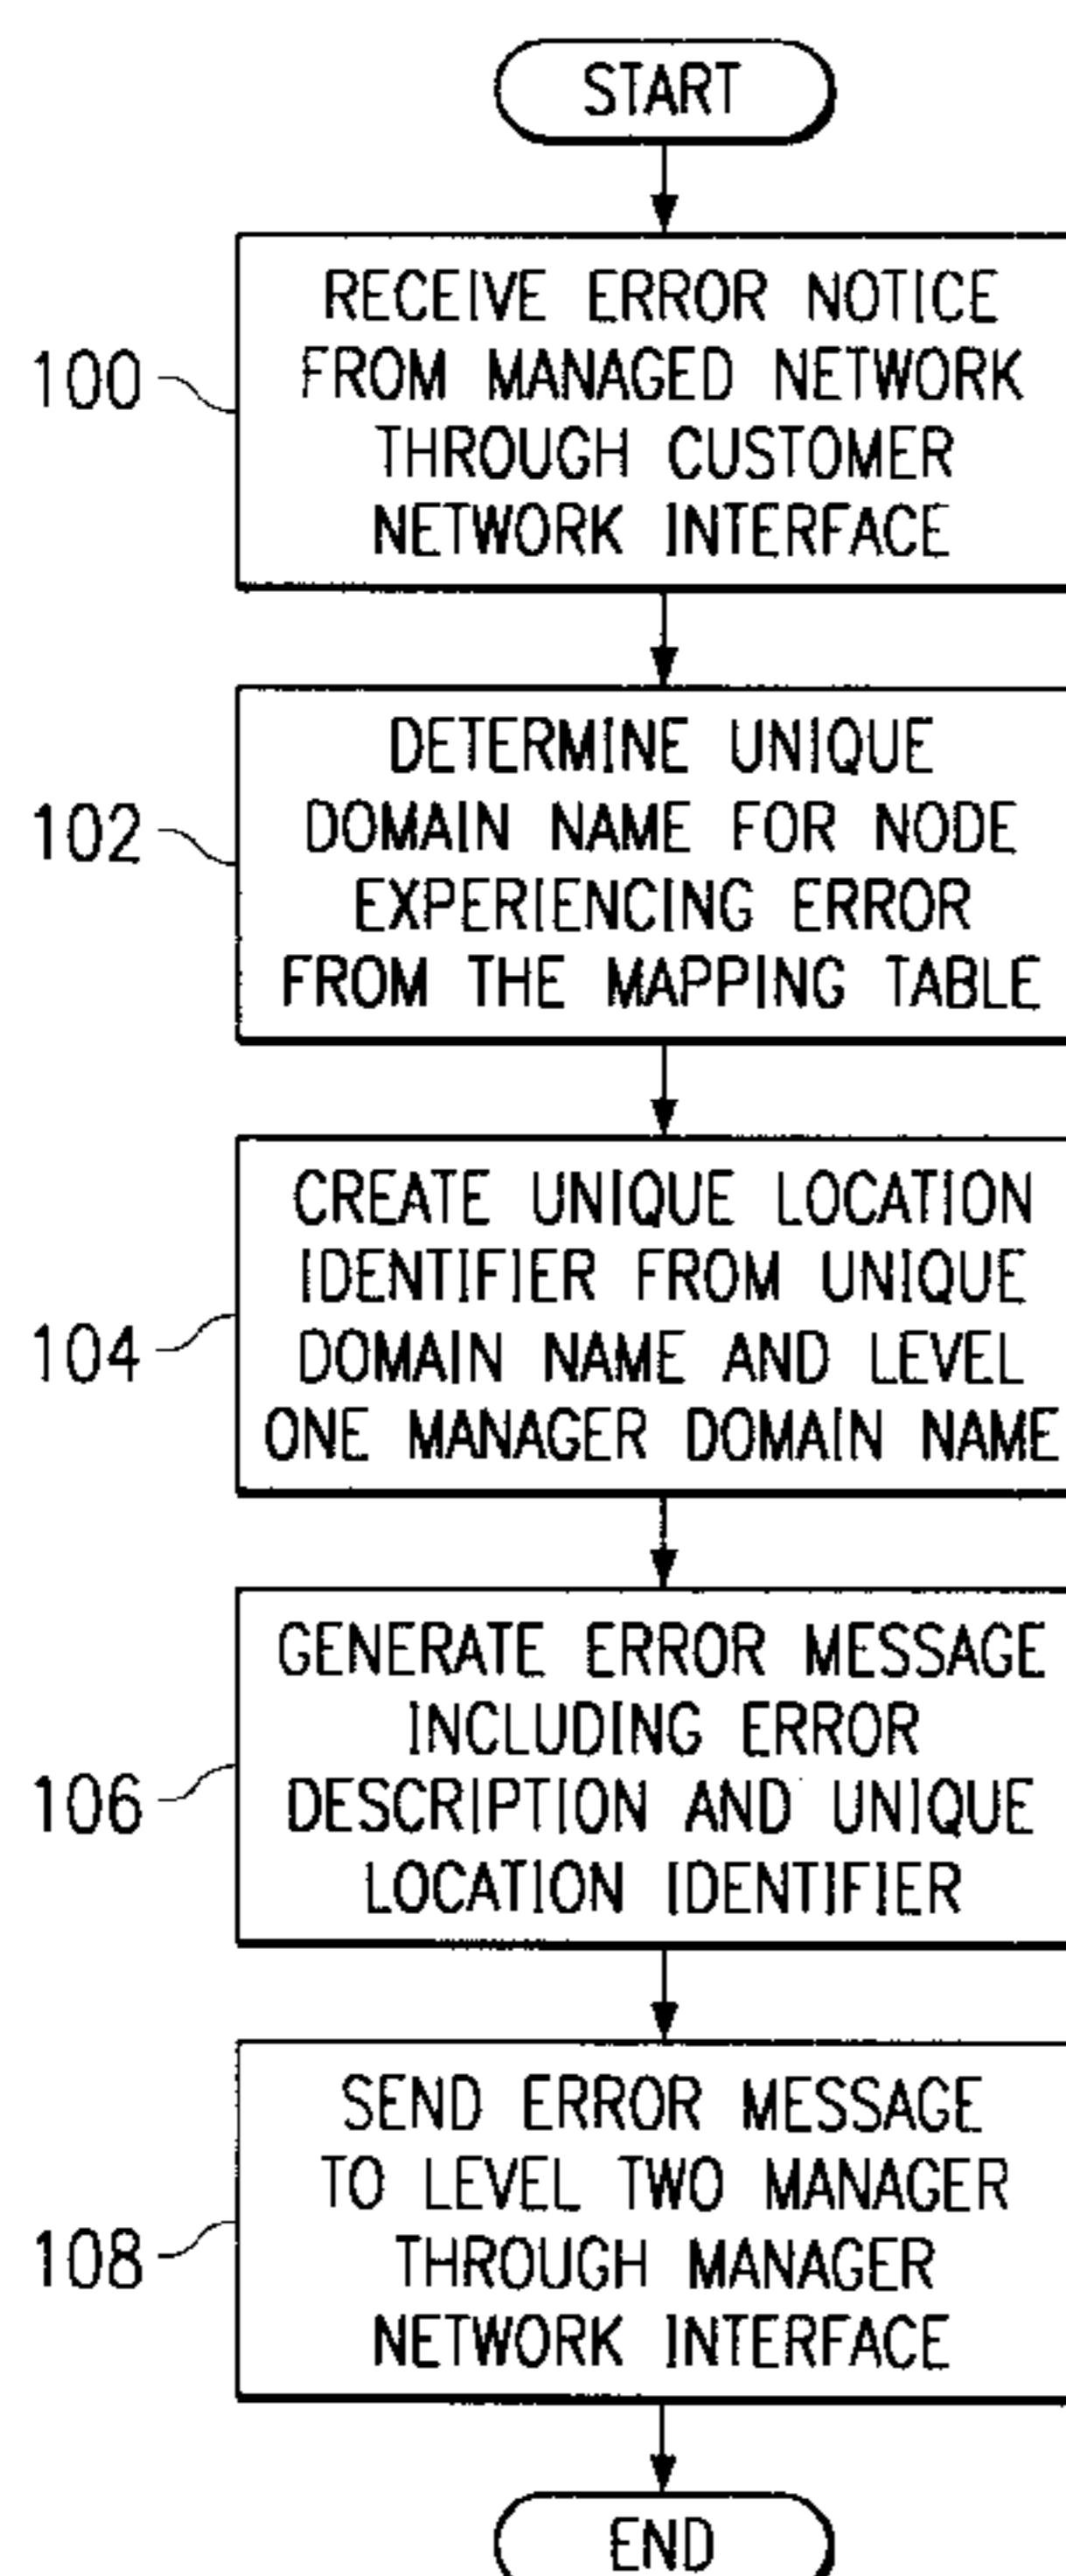 START
RECEIVE ERROR NOTICE
FROM MANAGED NETWORK
THROUGH CUSTOMER
NETWORK INTERFACE
100
DETERMINE UNIQUE
DOMAIN NAME FOR NODE
EXPERIENCING ERROR
FROM THE MAPPING TABLE
102
CREATE UNIQUE LOCATION
IDENTIFIER FROM UNIQUE
DOMAIN NAME AND LEVEL
ONE MANAGER DOMAIN NAME
104
GENERATE ERROR MESSAGE
INCLUDING ERROR
DESCRIPTION AND UNIQUE
LOCATION IDENTIFIER
106
SEND ERROR MESSAGE
TO LEVEL TWO MANAGER
THROUGH MANAGER
NETWORK INTERFACE
108
END